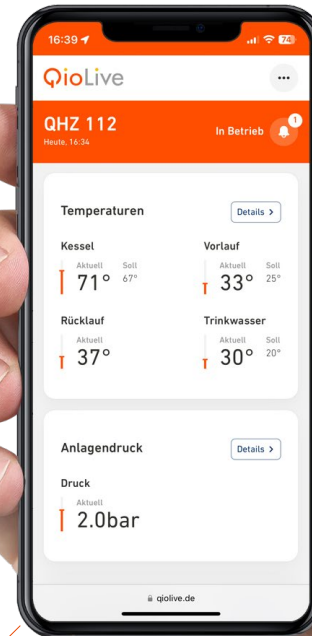 16:39
74
QioLive
QHZ 112
Heute, 16:34
In Betrieb
1
Temperaturen
Details >
Kessel
Aktuell Soll
71° 67°
Vorlauf
Aktuell Soll
33° 25°
Rücklauf
Aktuell
37°
Trinkwasser
Aktuell Soll
30° 20°
Anlagendruck
Details >
Druck
Aktuell
2.0bar
qiolive.de